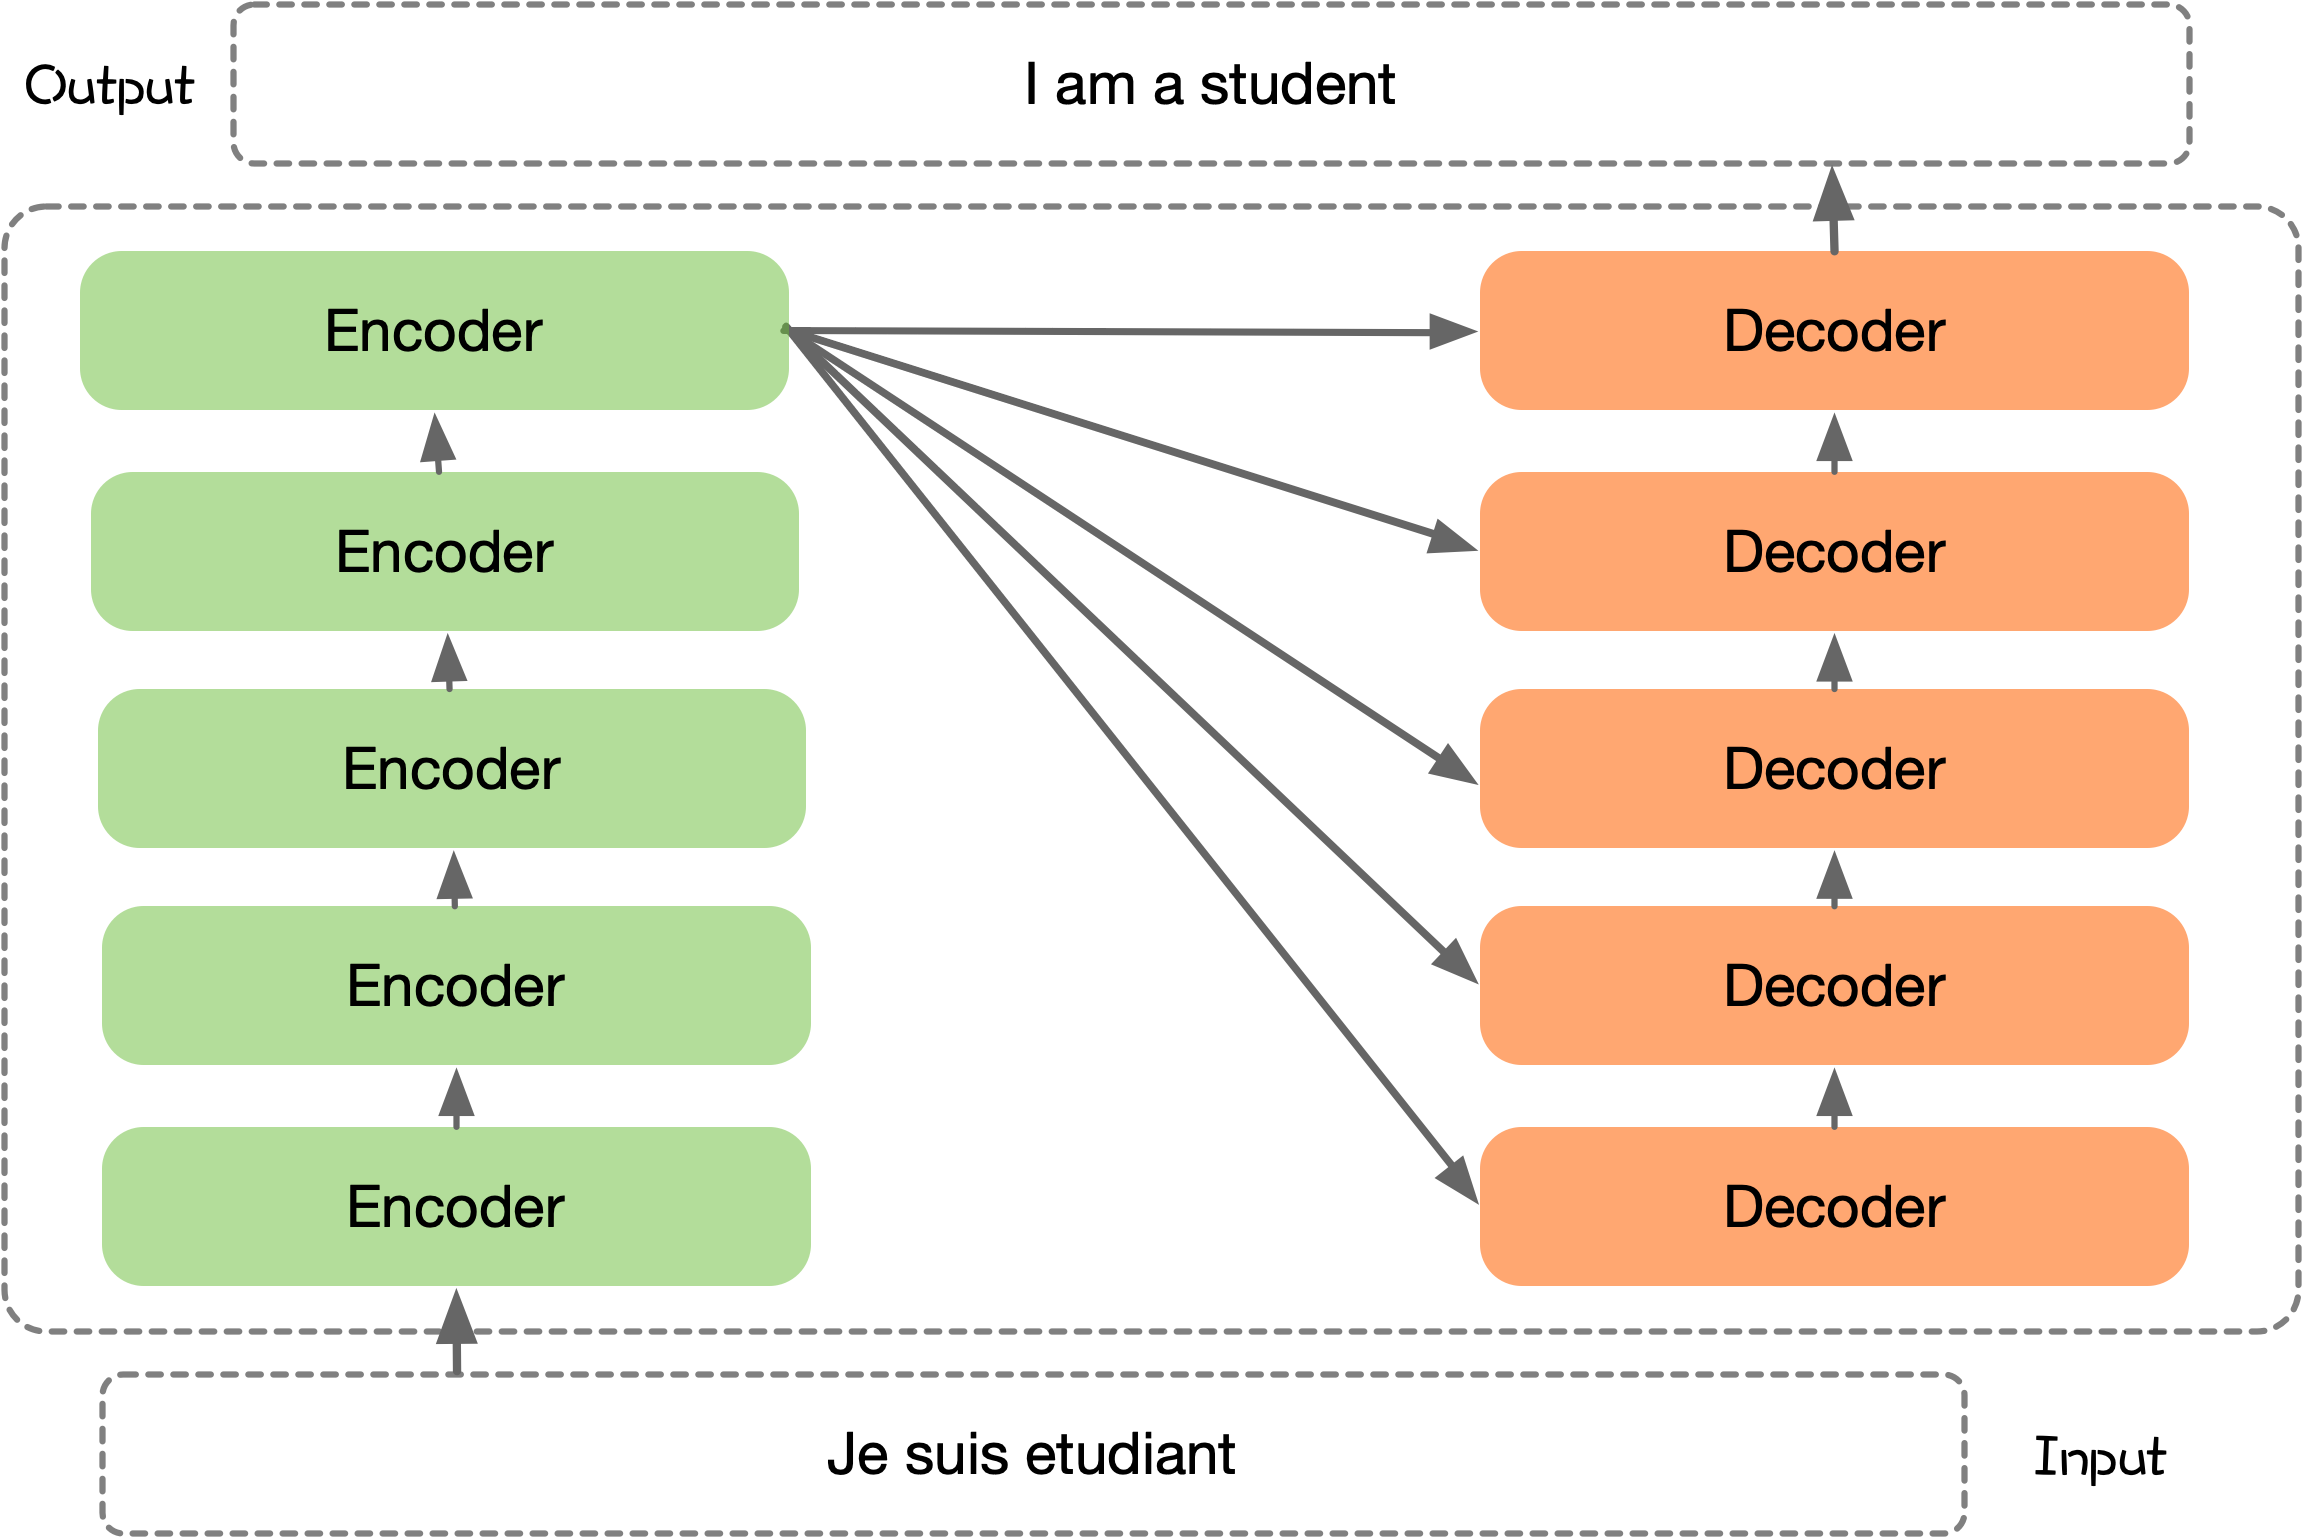 Output
I am a student
Encoder
Decoder
Encoder
Decoder
Encoder
Decoder
Encoder
Decoder
Encoder
Decoder
Je suis etudiant
Input